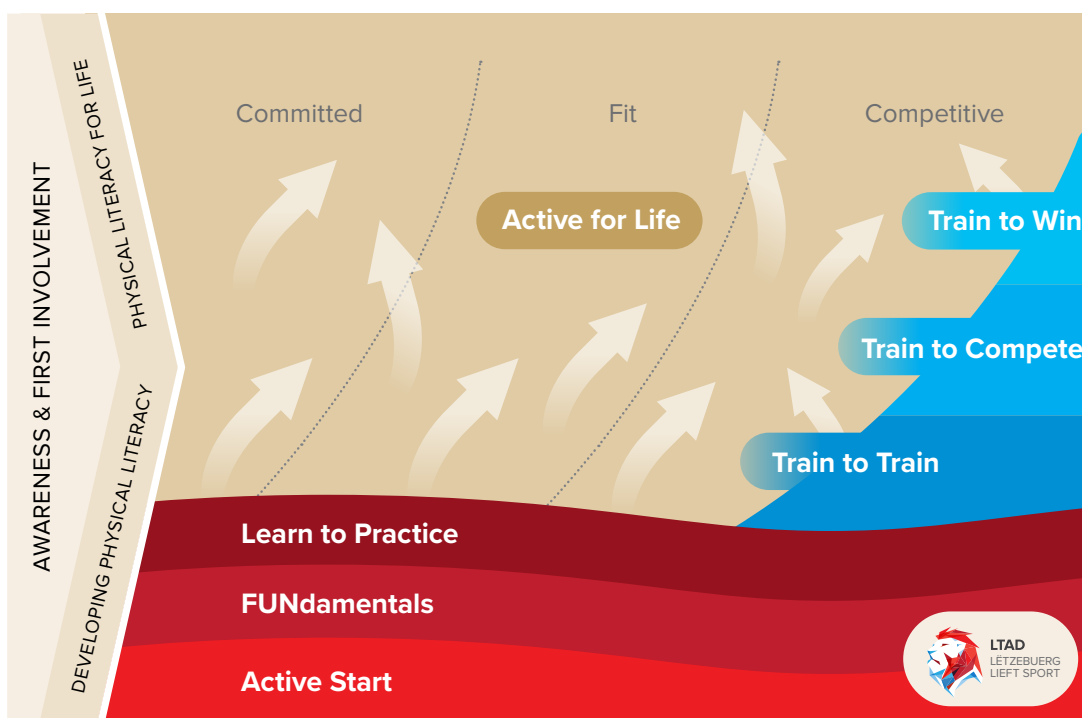 AWARENESS & FIRST INVOLVEMENT
PHYSICAL LITERACY FOR LIFE
DEVELOPING PHYSICAL LITERACY
Committed
Fit
Competitive
Active for Life
Train to Win
Train to Compete
Train to Train
Learn to Practice
FUNdamentals
Active Start
LTAD
LËTZEBUERG
LIEFT SPORT